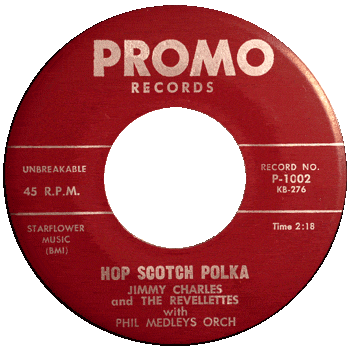 PROMO
RECORDS
UNBREAKABLE
45 R.P.M.
RECORD NO.
P-1002
KB-276
STARFLOWER
MUSIC
(BMI)
Time 2:18
HOP SCOTCH POLKA
JIMMY CHARLES
and THE REVELLETTES
with
PHIL MEDLEYS ORCH